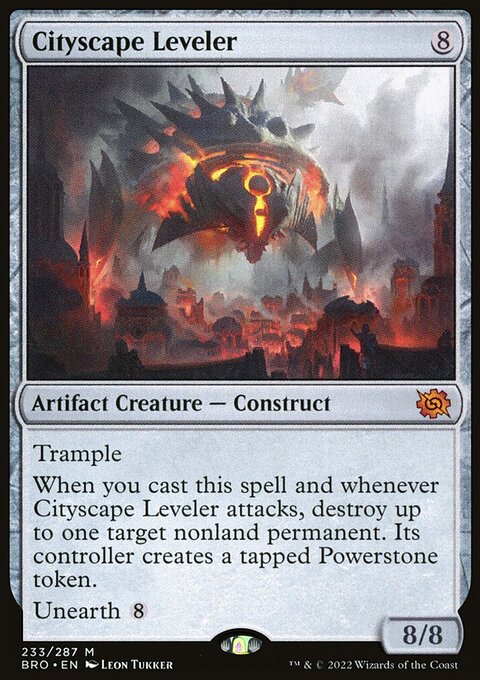 Cityscape Leveler 8
Artifact Creature — Construct
Trample
When you cast this spell and whenever
Cityscape Leveler attacks, destroy up
to one target nonland permanent. Its
controller creates a tapped Powerstone
token.
Unearth 8
8/8
233/287 M
BRO • EN Leon Tukker
™ & © 2022 Wizards of the Coast